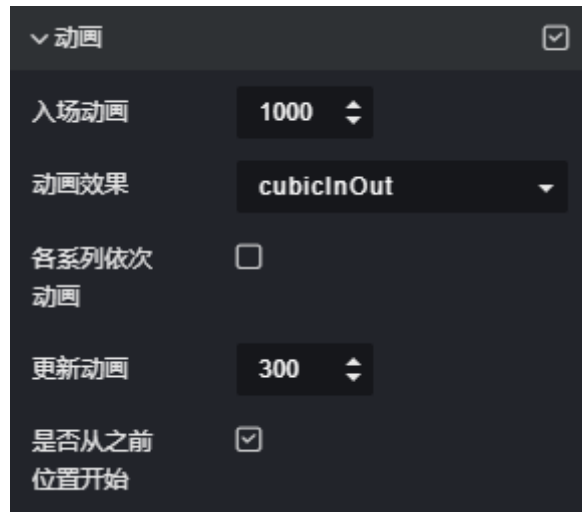 动画
入场动画 1000
动画效果 cubicInOut
各系列依次
动画
更新动画 300
是否从之前
位置开始